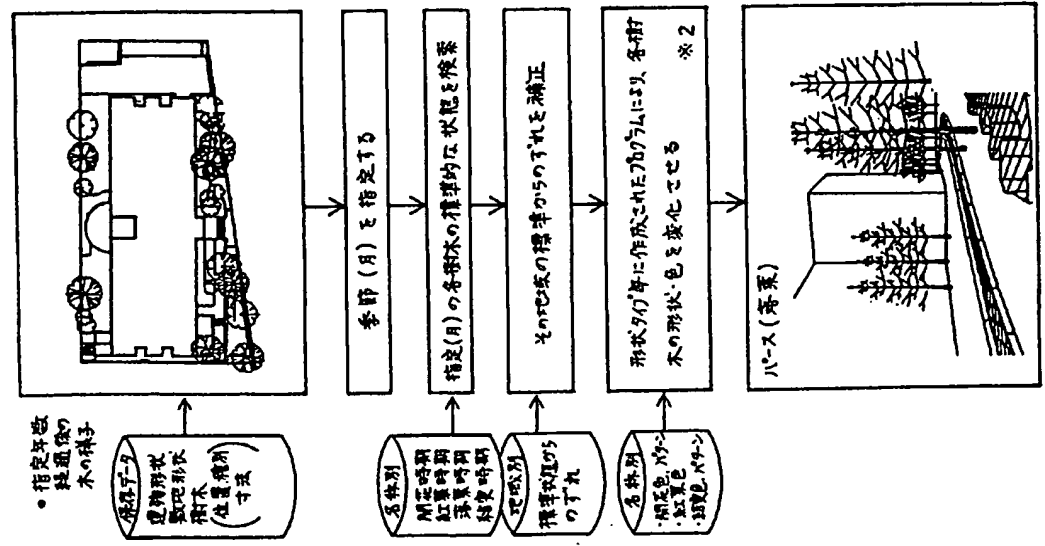 • 指定年数
経過後の
木の様子
保存データ
建物形状
敷地形状
樹木
(位置、種別
寸法)
季節(月)を指定する
名称別
開花時期
紅葉時期
落葉時期
結実時期
指定(月)の各樹木の標準的な状態を検索
地域別
標準状態から
のずれ
その地域の標準からのずれを補正
名称別
・開花色、パターン
・紅葉色
・結実色、パターン
形状タイプ毎に作成されたプログラムにより、各樹
木の形状・色を変化させる
※2
パース(落葉)